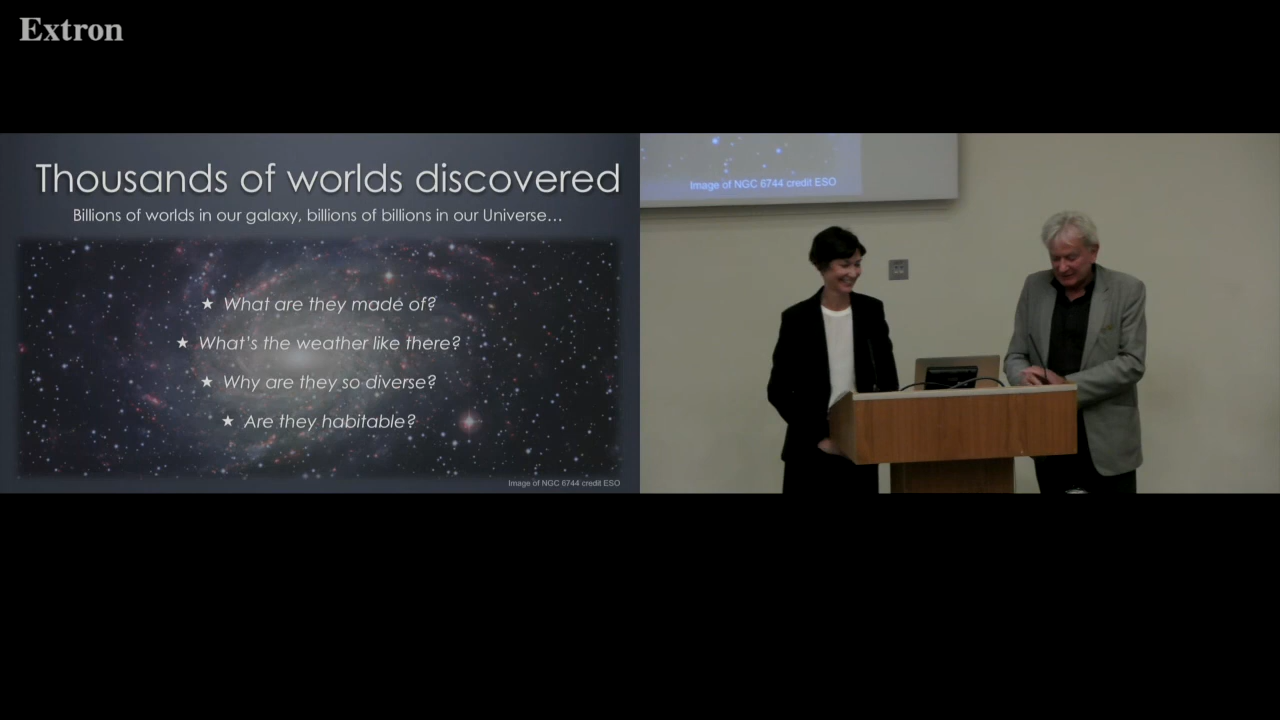 Extron
Thousands of worlds discovered
Billions of worlds in our galaxy, billions of billions in our Universe...
★ What are they made of?
★ What's the weather like there?
★ Why are they so diverse?
★ Are they habitable?
Image of NGC 6744 credit ESO
Image of NGC 6744 credit ESO